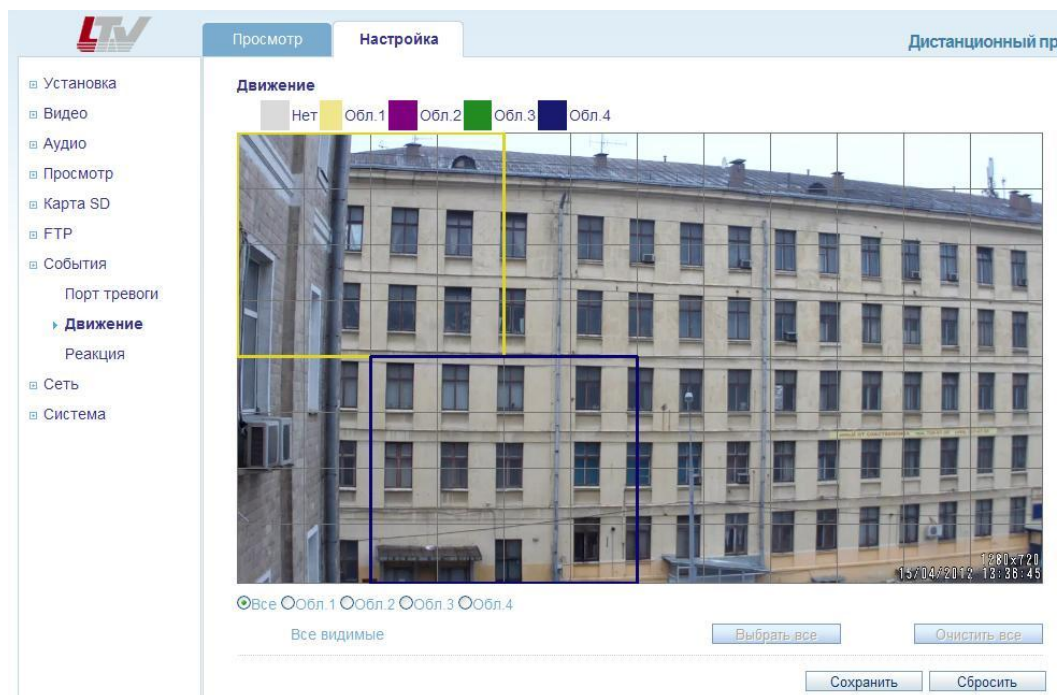 LTV
Просмотр
Настройка
Дистанционный пр
Установка
Видео
Аудио
Просмотр
Карта SD
FTP
События
Порт тревоги
Движение
Реакция
Сеть
Система
Движение
Нет Обл.1 Обл.2 Обл.3 Обл.4
1280x720
15/04/2012 13:36:45
Все Обл.1 Обл.2 Обл.3 Обл.4
Все видимые
Выбрать все
Очистить все
Сохранить
Сбросить